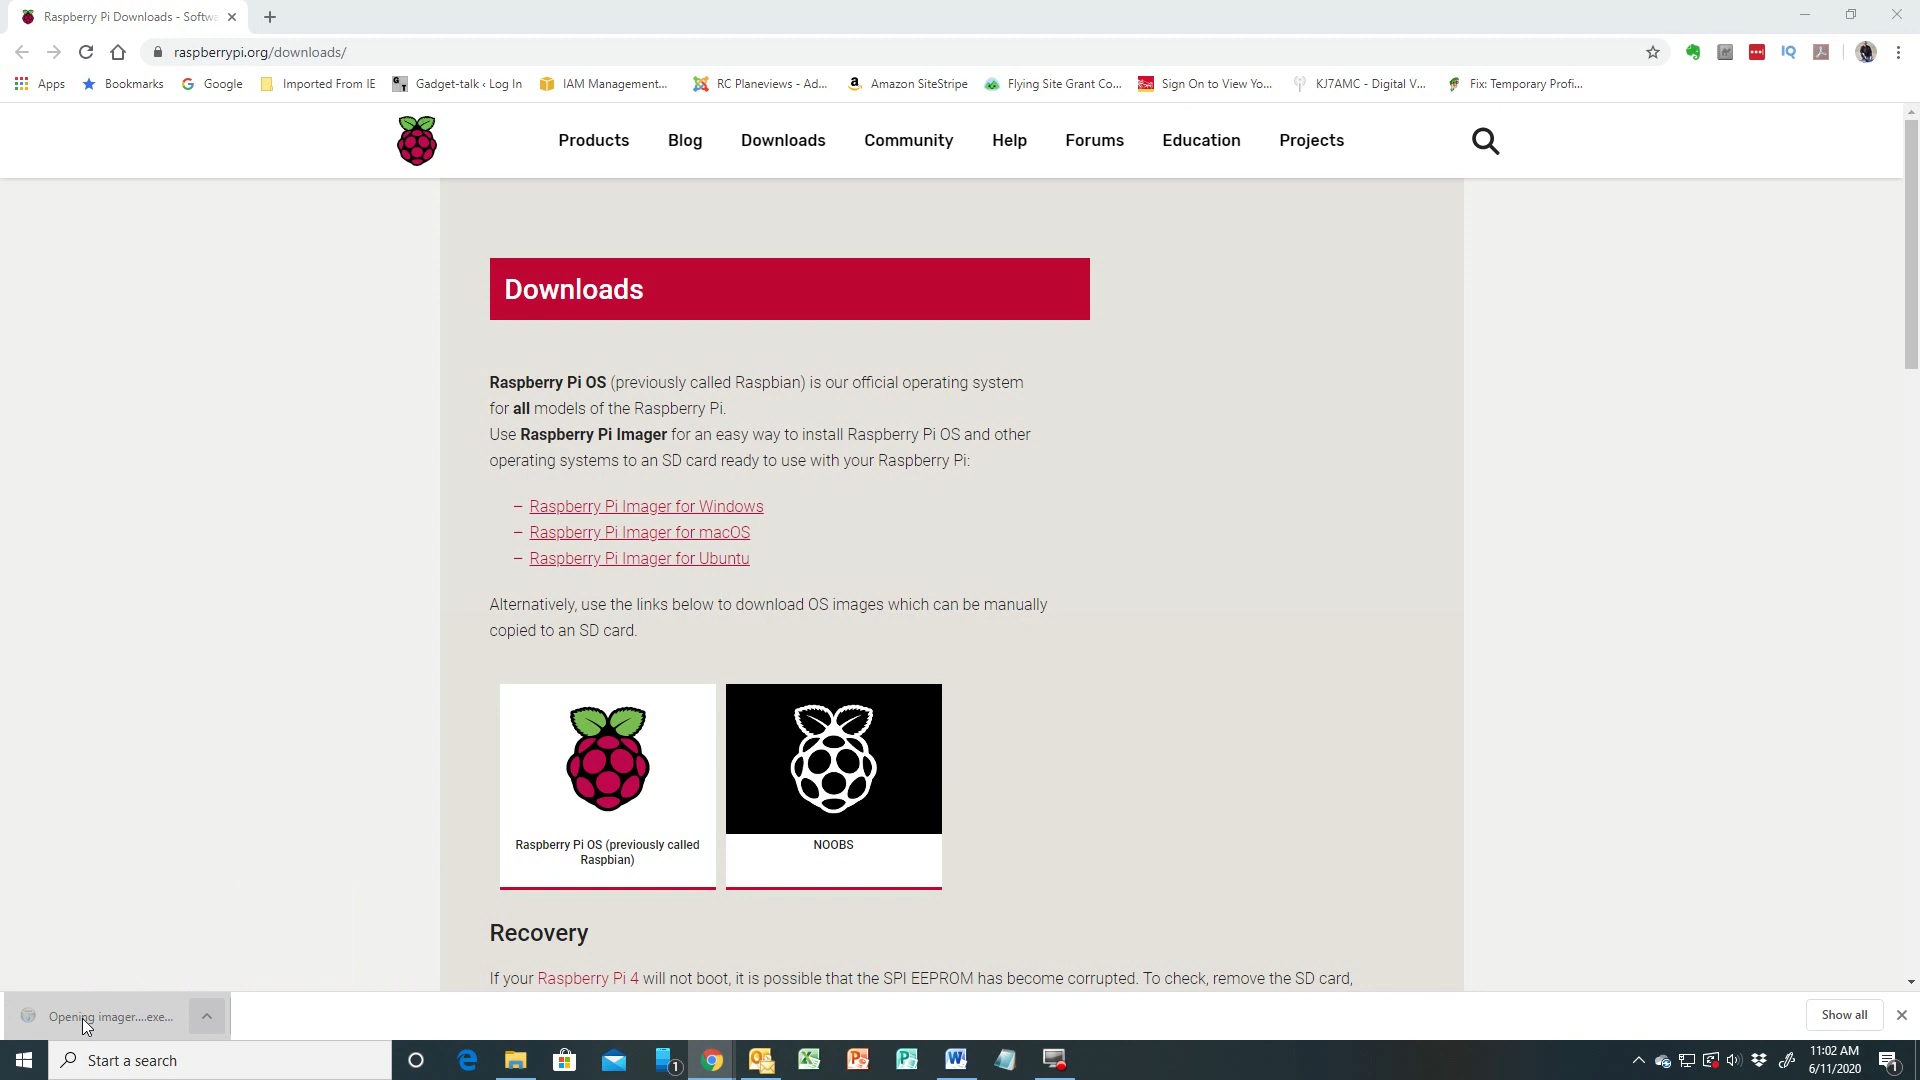 Raspberry Pi Downloads - Softwa
raspberrypi.org/downloads/
Apps Bookmarks Google Imported From IE Gadget-talk ‹ Log In IAM Management... RC Planeviews - Ad... Amazon SiteStripe Flying Site Grant Co... Sign On to View Yo... KJ7AMC - Digital V... Fix: Temporary Profi...
Products Blog Downloads Community Help Forums Education Projects
Downloads
Raspberry Pi OS (previously called Raspbian) is our official operating system
for all models of the Raspberry Pi.
Use Raspberry Pi Imager for an easy way to install Raspberry Pi OS and other
operating systems to an SD card ready to use with your Raspberry Pi:
– Raspberry Pi Imager for Windows
– Raspberry Pi Imager for macOS
– Raspberry Pi Imager for Ubuntu
Alternatively, use the links below to download OS images which can be manually
copied to an SD card.
Raspberry Pi OS (previously called
Raspbian)
NOOBS
Recovery
If your Raspberry Pi 4 will not boot, it is possible that the SPI EEPROM has become corrupted. To check, remove the SD card,
Opening imager....exe...
Show all
Start a search
11:02 AM
6/11/2020